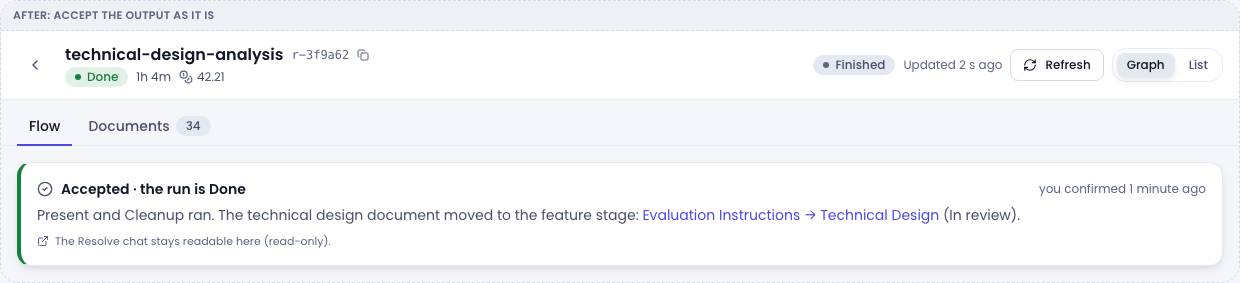 AFTER: ACCEPT THE OUTPUT AS IT IS
technical-design-analysis r-3f9a62
Done 1h 4m 42.21
Finished Updated 2 s ago Refresh Graph List
Flow Documents 34
Accepted · the run is Done
you confirmed 1 minute ago
Present and Cleanup ran. The technical design document moved to the feature stage: Evaluation Instructions → Technical Design (In review).
The Resolve chat stays readable here (read-only).